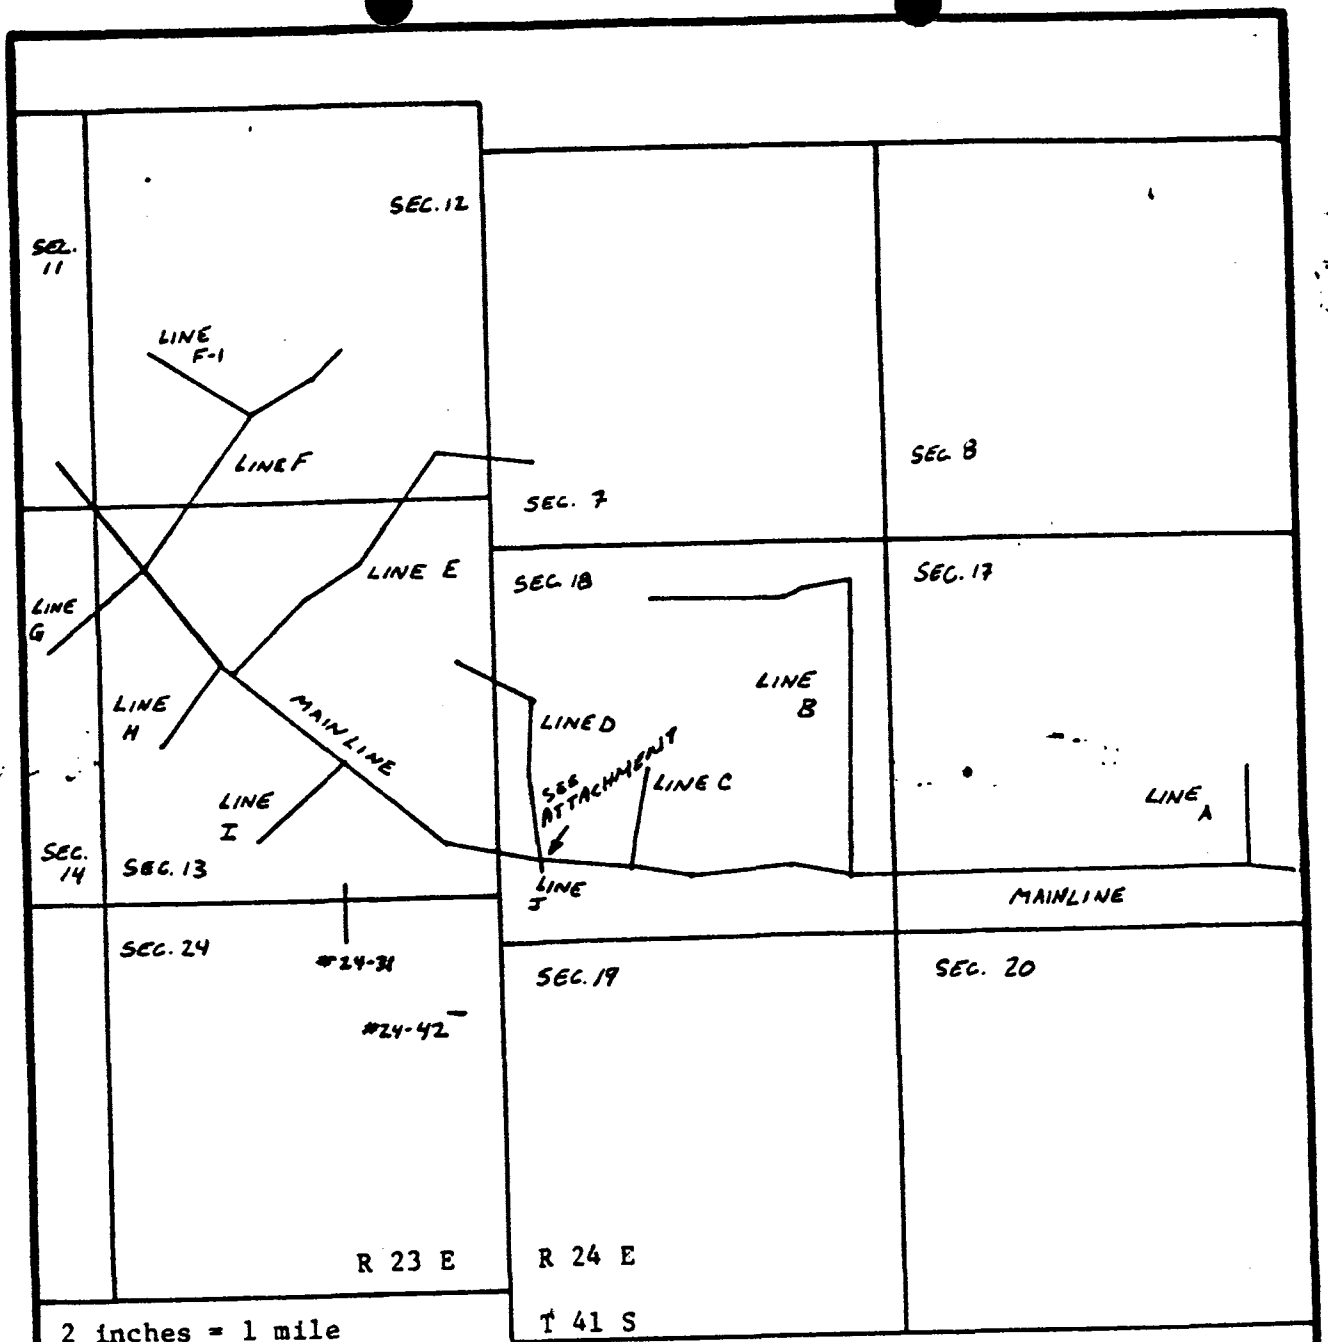 SEC. 12
SEC.
11
LINE
F-1
LINE F
SEC. 8
SEC. 7
LINE E
SEC. 18
SEC. 17
LINE
G
LINE
H
MAINLINE
LINE D
LINE
B
SEE
ATTACHMENT
LINE C
LINE
A
LINE
I
SEC.
14
SEC. 13
LINE
J
MAINLINE
SEC. 24
#24-31
SEC. 19
SEC. 20
#24-42
R 23 E
R 24 E
T 41 S
2 inches = 1 mile